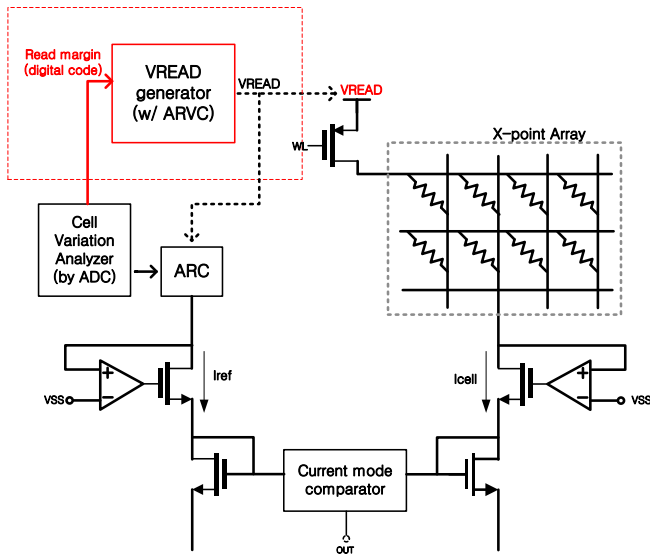 Read margin
(digital code)
VREAD
generator
(w/ ARVC)
VREAD
VREAD
WL
X-point Array
Cell
Variation
Analyzer
(by ADC)
ARC
+
-
VSS
Iref
Icell
+
-
VSS
Current mode
comparator
OUT